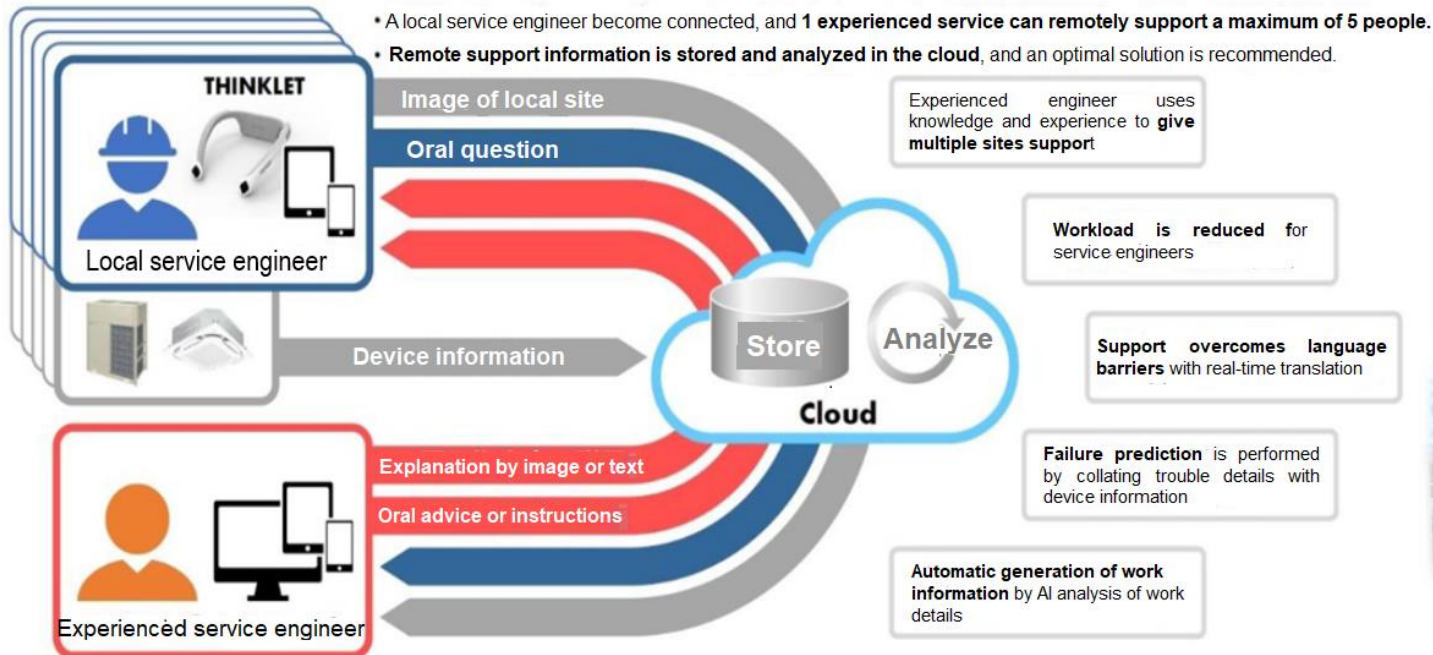 • A local service engineer become connected, and 1 experienced service can remotely support a maximum of 5 people.
• Remote support information is stored and analyzed in the cloud, and an optimal solution is recommended.
THINKLET
Local service engineer
Image of local site
Oral question
Device information
Store
Analyze
Cloud
Explanation by image or text
Oral advice or instructions
Experienced service engineer
Experienced engineer uses
knowledge and experience to give
multiple sites support
Workload is reduced for
service engineers
Support overcomes language
barriers with real-time translation
Failure prediction is performed
by collating trouble details with
device information
Automatic generation of work
information by AI analysis of work
details